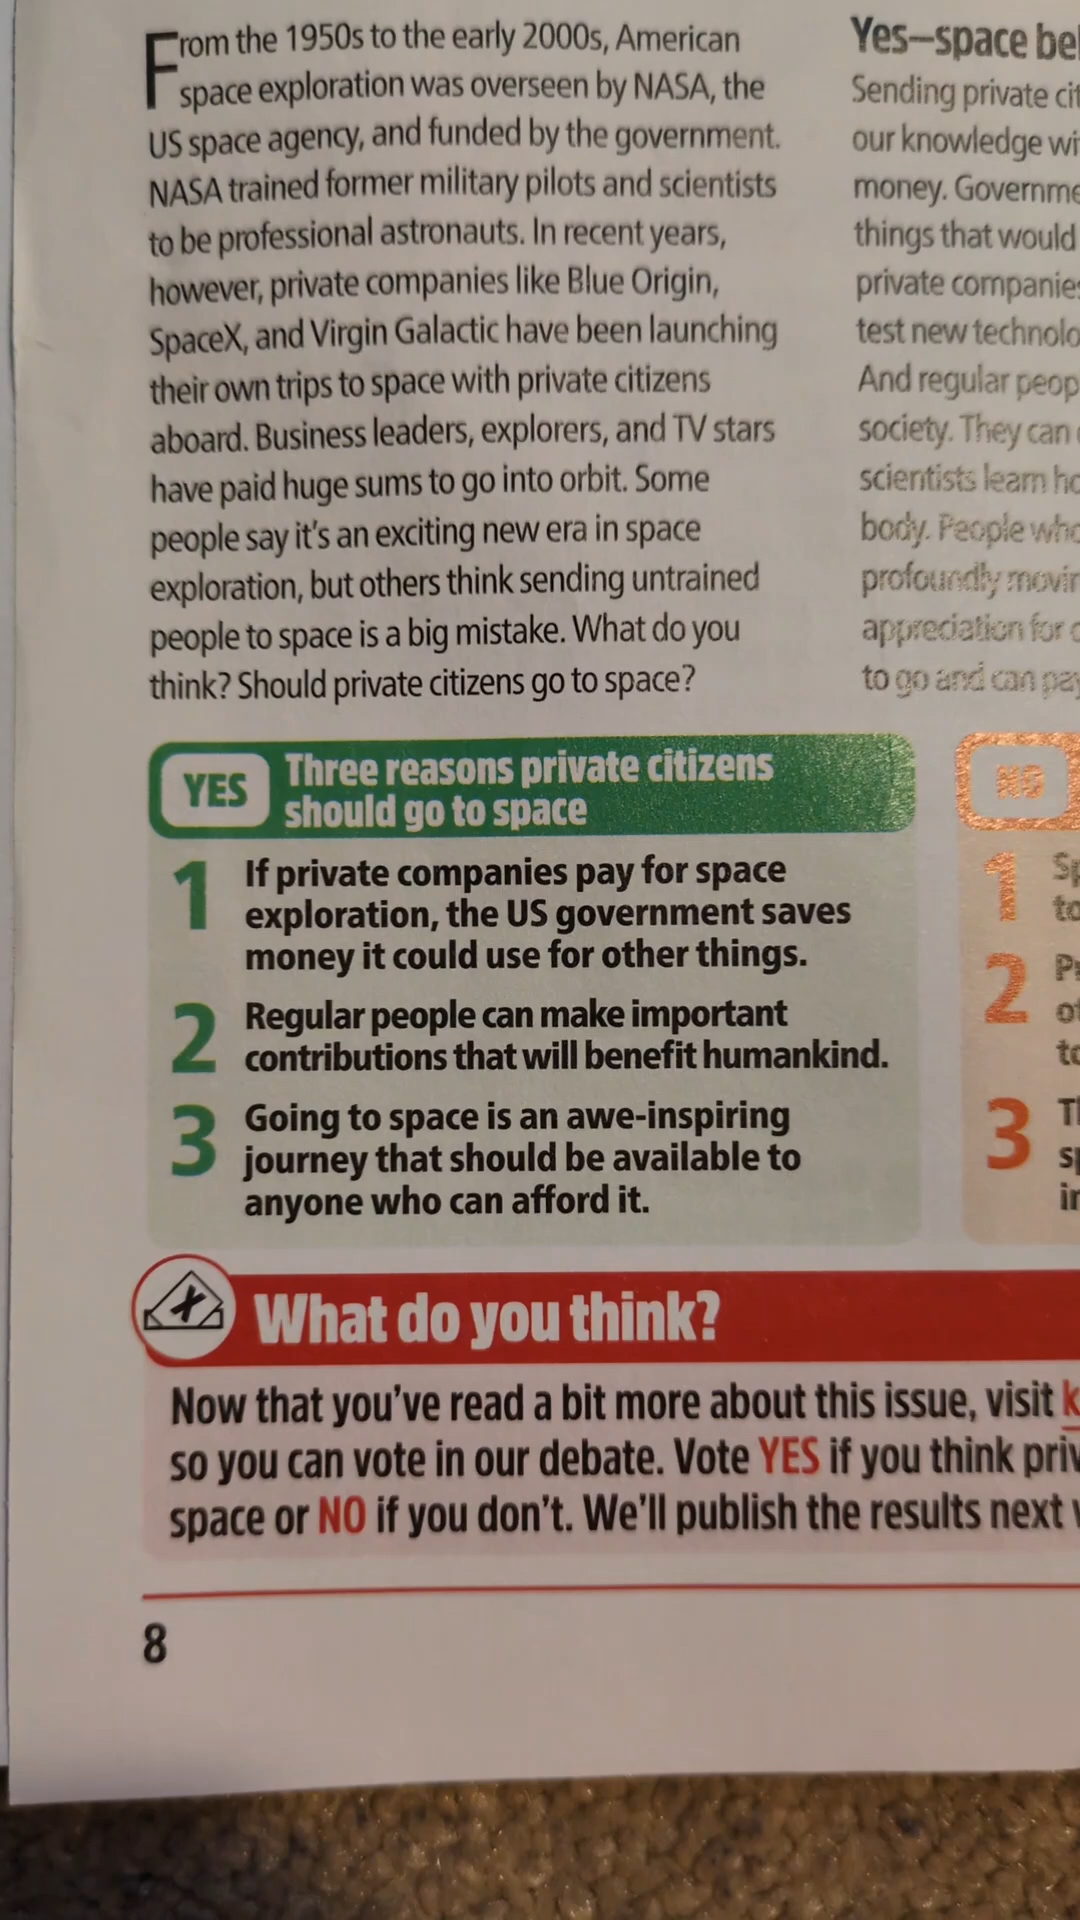 From the 1950s to the early 2000s, American
space exploration was overseen by NASA, the
US space agency, and funded by the government.
NASA trained former military pilots and scientists
to be professional astronauts. In recent years,
however, private companies like Blue Origin,
SpaceX, and Virgin Galactic have been launching
their own trips to space with private citizens
aboard. Business leaders, explorers, and TV stars
have paid huge sums to go into orbit. Some
people say it's an exciting new era in space
exploration, but others think sending untrained
people to space is a big mistake. What do you
think? Should private citizens go to space?
Yes—space
Sending private
our knowledge
money.
things that would
private
test new
And regular
society. They can
scientists learn
body. People
profoundly
appreciation for
to go and can
YES Three reasons private citizens
should go to space
1 If private companies pay for space
exploration, the US government saves
money it could use for other things.
2 Regular people can make important
contributions that will benefit humankind.
3 Going to space is an awe-inspiring
journey that should be available to
anyone who can afford it.
NO
1
2
3
What do you think?
Now that you've read a bit more about this issue, visit
so you can vote in our debate. Vote YES if you think
space or NO if you don't. We'll publish the results next
8